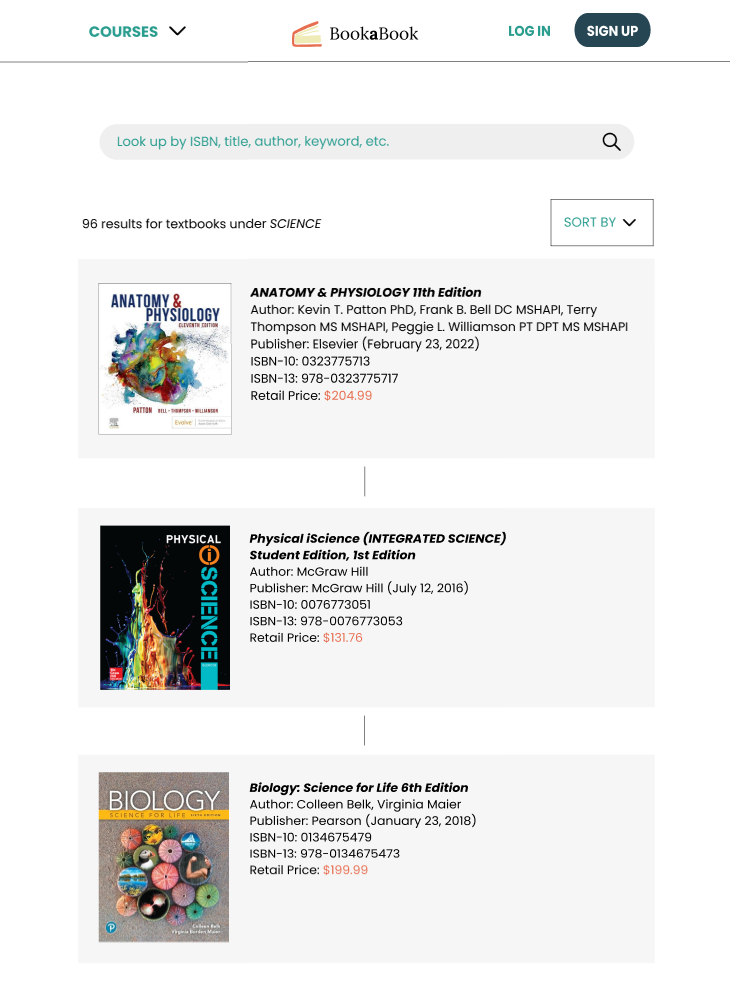 COURSES
BookaBook
LOG IN
SIGN UP
Look up by ISBN, title, author, keyword, etc.
96 results for textbooks under SCIENCE
SORT BY
ANATOMY &
PHYSIOLOGY
ELEVENTH EDITION
PATTON BELL • THOMPSON • WILLIAMSON
Evolve
ANATOMY & PHYSIOLOGY 11th Edition
Author: Kevin T. Patton PhD, Frank B. Bell DC MSHAPI, Terry
Thompson MS MSHAPI, Peggie L. Williamson PT DPT MS MSHAPI
Publisher: Elsevier (February 23, 2022)
ISBN-10: 0323775713
ISBN-13: 978-0323775717
Retail Price: $204.99
PHYSICAL
i
SCIENCE
Physical iScience (INTEGRATED SCIENCE)
Student Edition, 1st Edition
Author: McGraw Hill
Publisher: McGraw Hill (July 12, 2016)
ISBN-10: 0076773051
ISBN-13: 978-0076773053
Retail Price: $131.76
BIOLOGY
SCIENCE FOR LIFE SIXTH EDITION
Colleen Belk
Virginia Borden Maier
P
Biology: Science for Life 6th Edition
Author: Colleen Belk, Virginia Maier
Publisher: Pearson (January 23, 2018)
ISBN-10: 0134675479
ISBN-13: 978-0134675473
Retail Price: $199.99